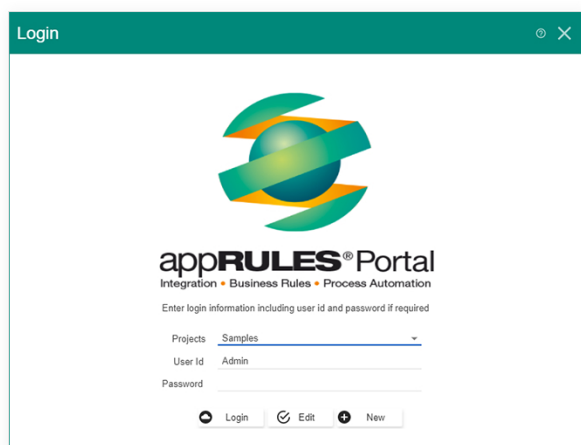 Login
appRULES® Portal
Integration • Business Rules • Process Automation
Enter login information including user id and password if required
Projects Samples
User Id Admin
Password
Login Edit New